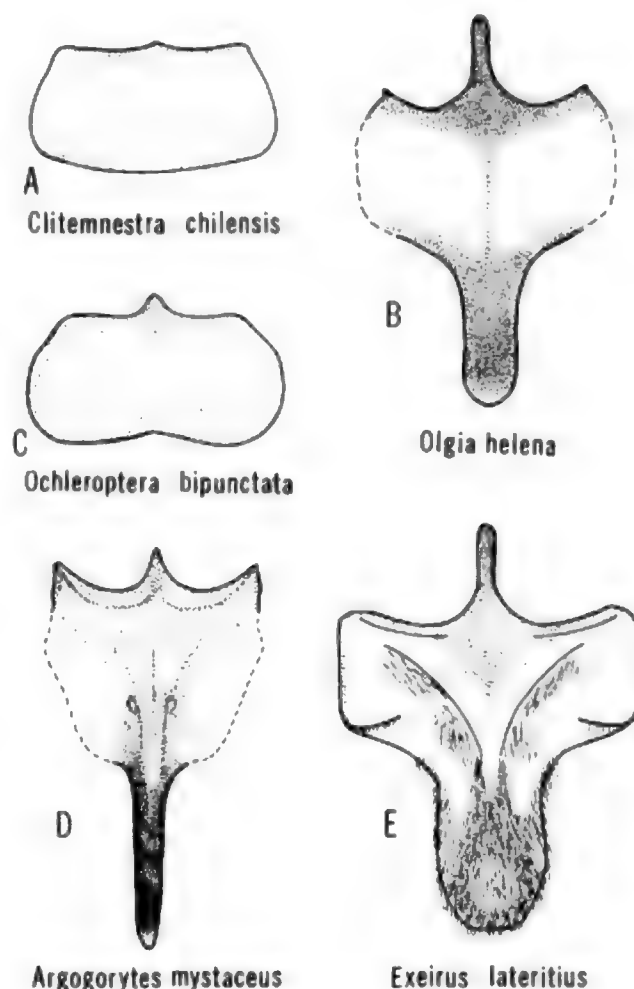 A
Clitemnestra chilensis
B
Olgia helena
C
Ochleroptera bipunctata
D
Argogorytes mystaceus
E
Exeirus lateritius